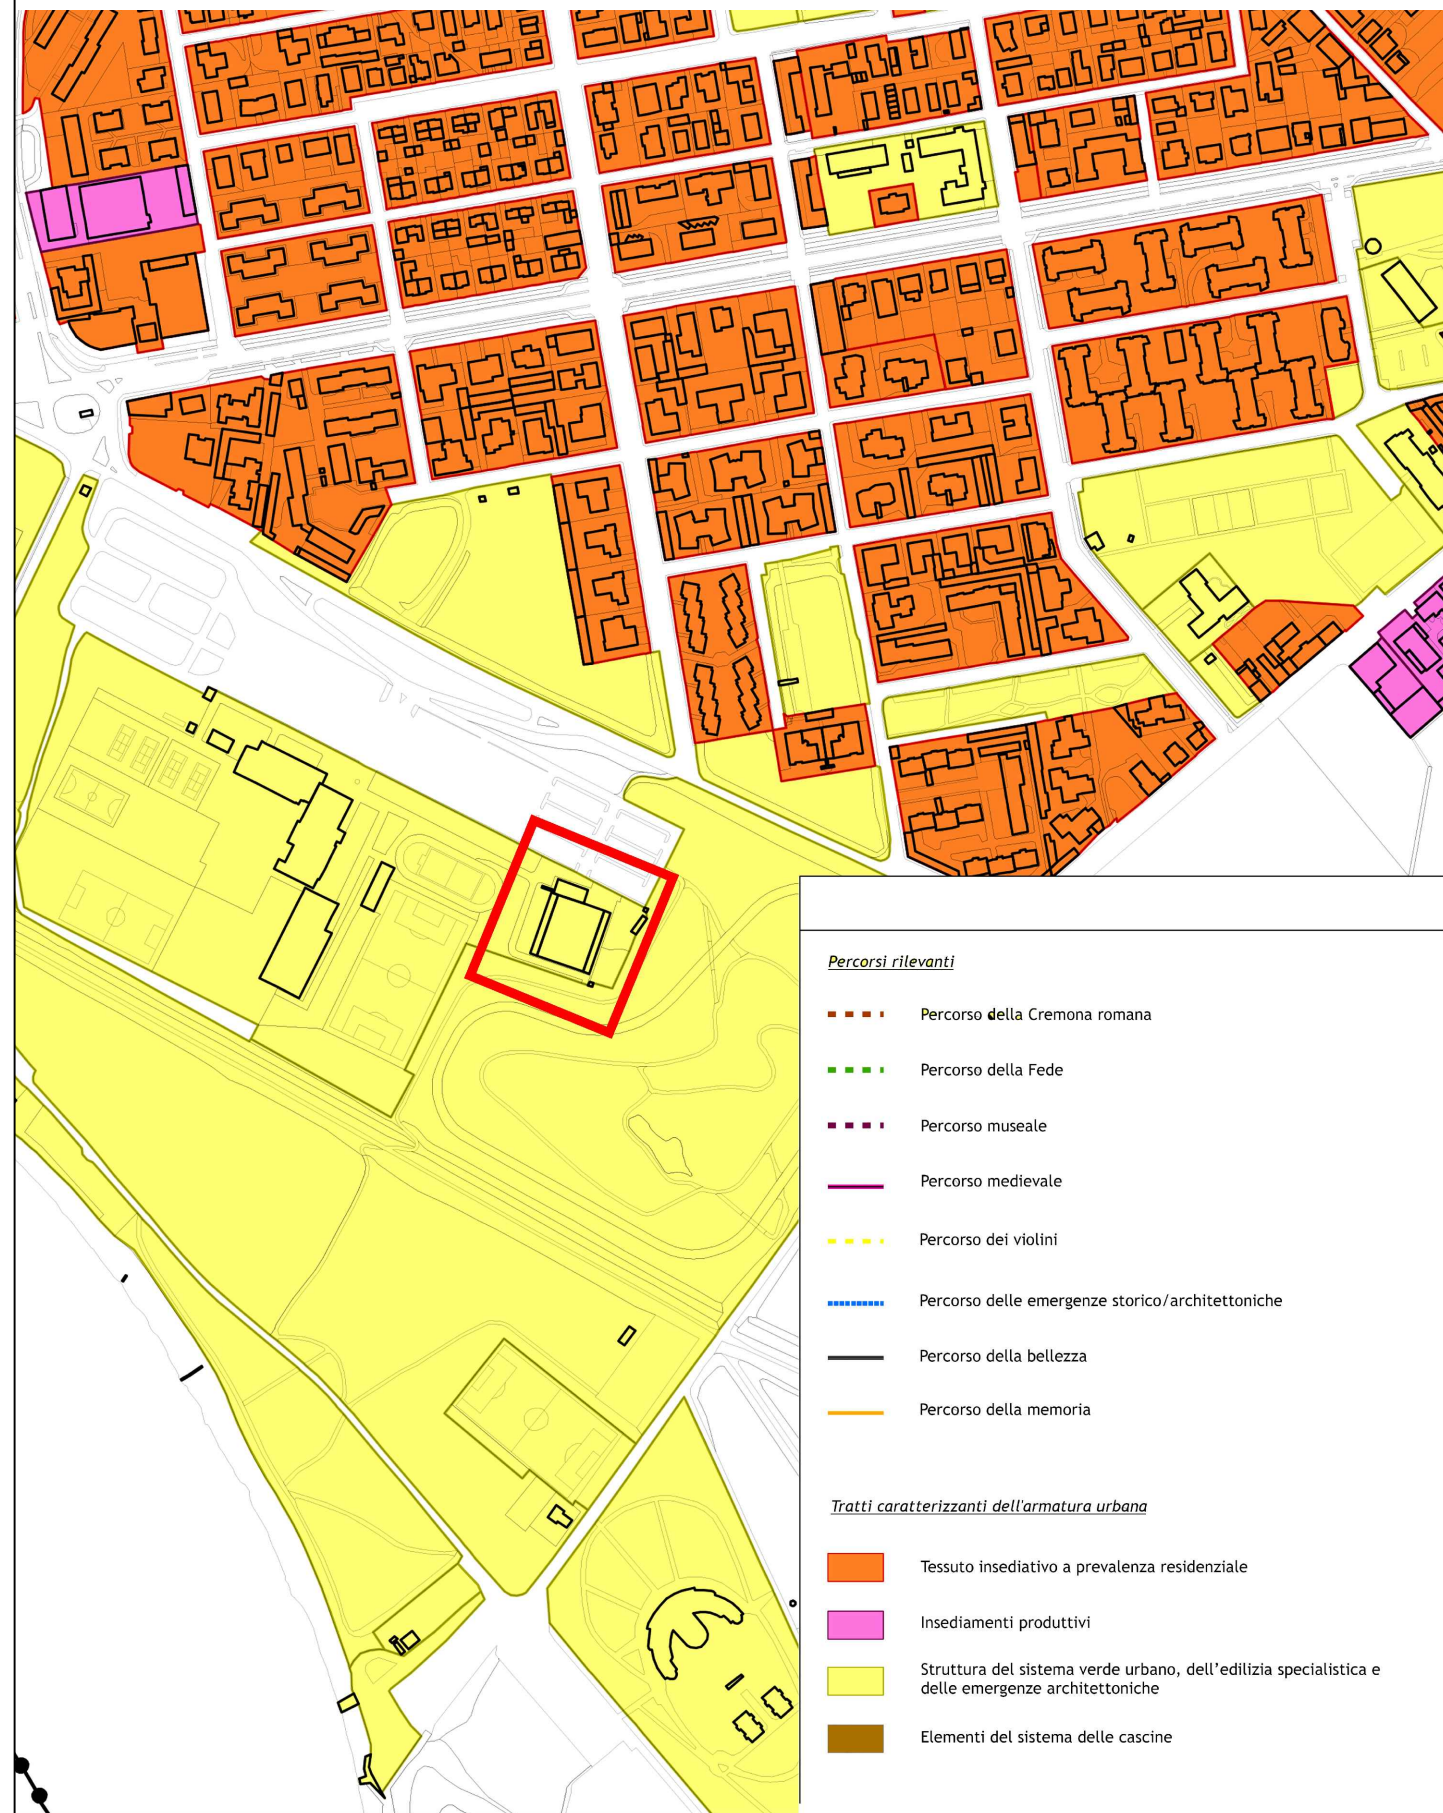 Percorsi rilevanti
Percorso della Cremona romana
Percorso della Fede
Percorso museale
Percorso medievale
Percorso dei violini
Percorso delle emergenze storico/architettoniche
Percorso della bellezza
Percorso della memoria
Tratti caratterizzanti dell'armatura urbana
Tessuto insediativo a prevalenza residenziale
Insediamenti produttivi
Struttura del sistema verde urbano, dell’edilizia specialistica e
delle emergenze architettoniche
Elementi del sistema delle cascine